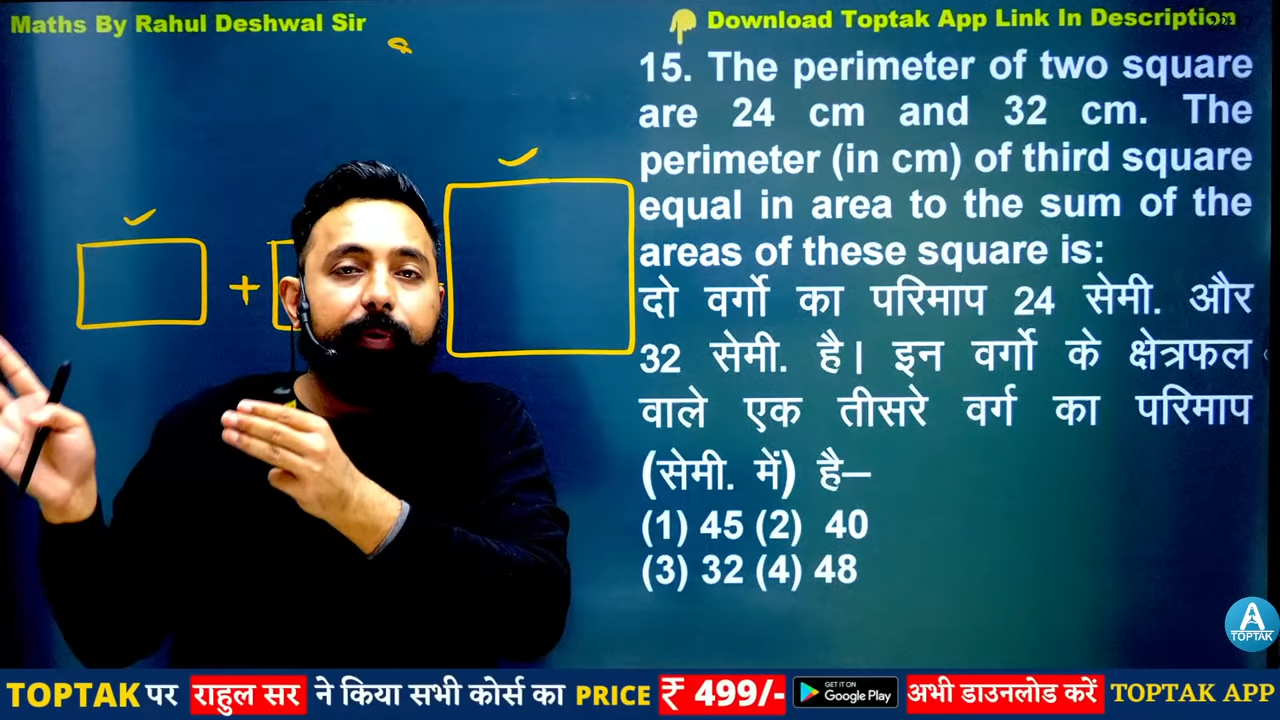 Maths By Rahul Deshwal Sir
Download Toptak App Link In Description
15. The perimeter of two square
are 24 cm and 32 cm. The
perimeter (in cm) of third square
equal in area to the sum of the
areas of these square is:
दो वर्गो का परिमाप 24 सेमी. और
32 सेमी. है| इन वर्गो के क्षेत्रफल
वाले एक तीसरे वर्ग का परिमाप
(सेमी. में) है–
(1) 45 (2) 40
(3) 32 (4) 48
A
TOPTAK
TOPTAK पर राहुल सर ने किया सभी कोर्स का PRICE ₹ 499/- GET IT ON Google Play अभी डाउनलोड करें TOPTAK APP